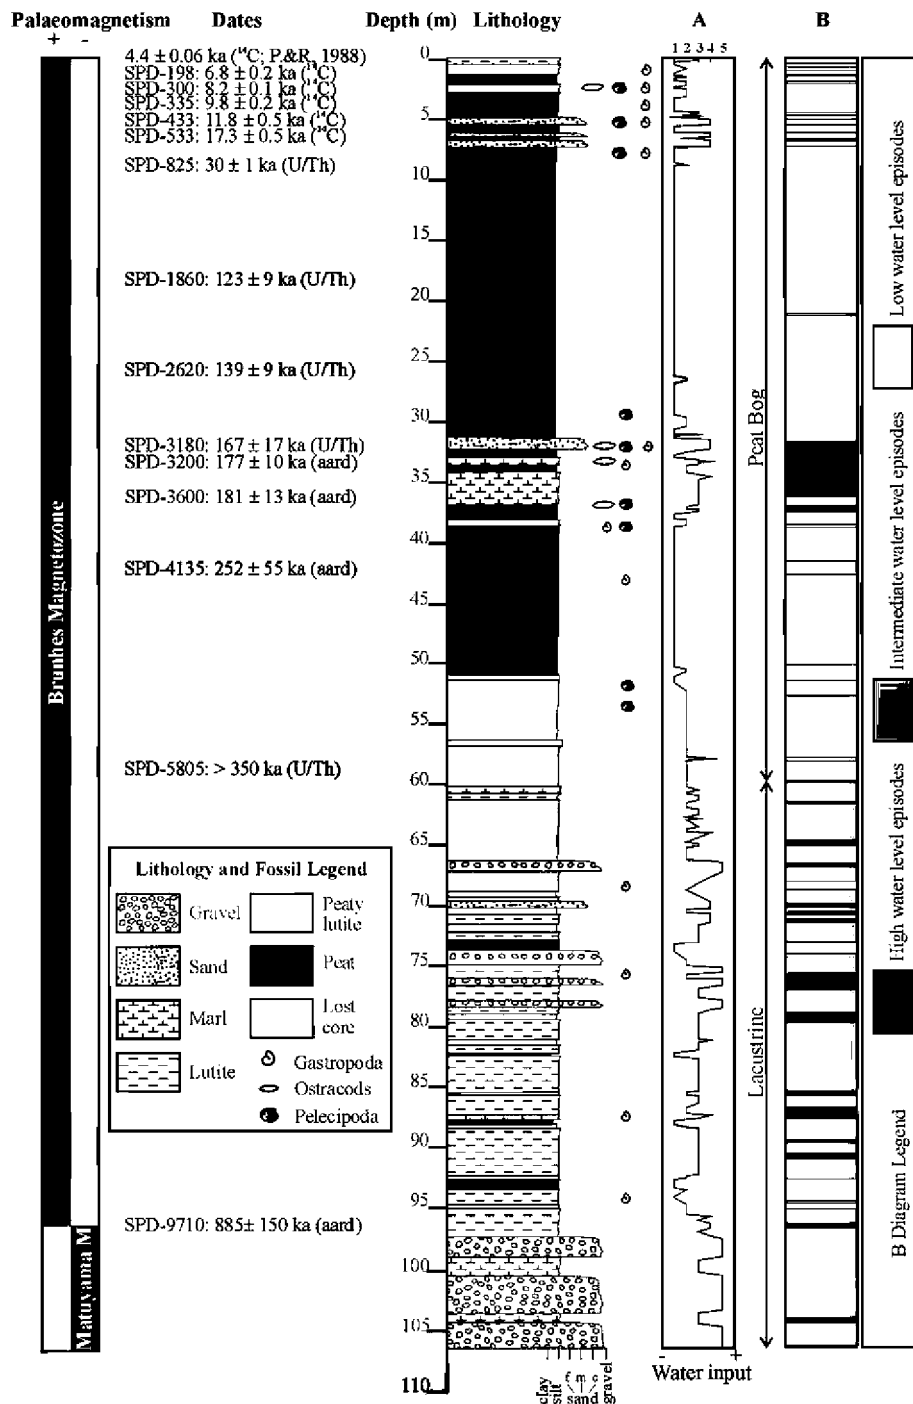 Palaeomagnetism Dates Depth (m) Lithology A B
+ -
1 2 3 4 5
4.4 ± 0.06 ka (¹⁴C; P.&R, 1988)
SPD-198: 6.8 ± 0.2 ka (¹⁴C)
SPD-300: 8.2 ± 0.1 ka (¹⁴C)
SPD-335: 9.8 ± 0.2 ka (¹⁴C)
SPD-433: 11.8 ± 0.5 ka (¹⁴C)
SPD-533: 17.3 ± 0.5 ka (¹⁴C)
SPD-825: 30 ± 1 ka (U/Th)
SPD-1860: 123 ± 9 ka (U/Th)
SPD-2620: 139 ± 9 ka (U/Th)
SPD-3180: 167 ± 17 ka (U/Th)
SPD-3200: 177 ± 10 ka (aard)
SPD-3600: 181 ± 13 ka (aard)
SPD-4135: 252 ± 55 ka (aard)
SPD-5805: > 350 ka (U/Th)
SPD-9710: 885± 150 ka (aard)
Brunhes Magnetozone
Matuyama M
0
5
10
15
20
25
30
35
40
45
50
55
60
65
70
75
80
85
90
95
100
105
110
Lithology and Fossil Legend
Gravel
Peaty
lutite
Sand
Peat
Marl
Lost
core
Lutite
Gastropoda
Ostracods
Pelecipoda
clay
silt
f m c
sand
gravel
- +
Water input
Peat Bog
Lacustrine
Low water level episodes
Intermediate water level episodes
High water level episodes
B Diagram Legend